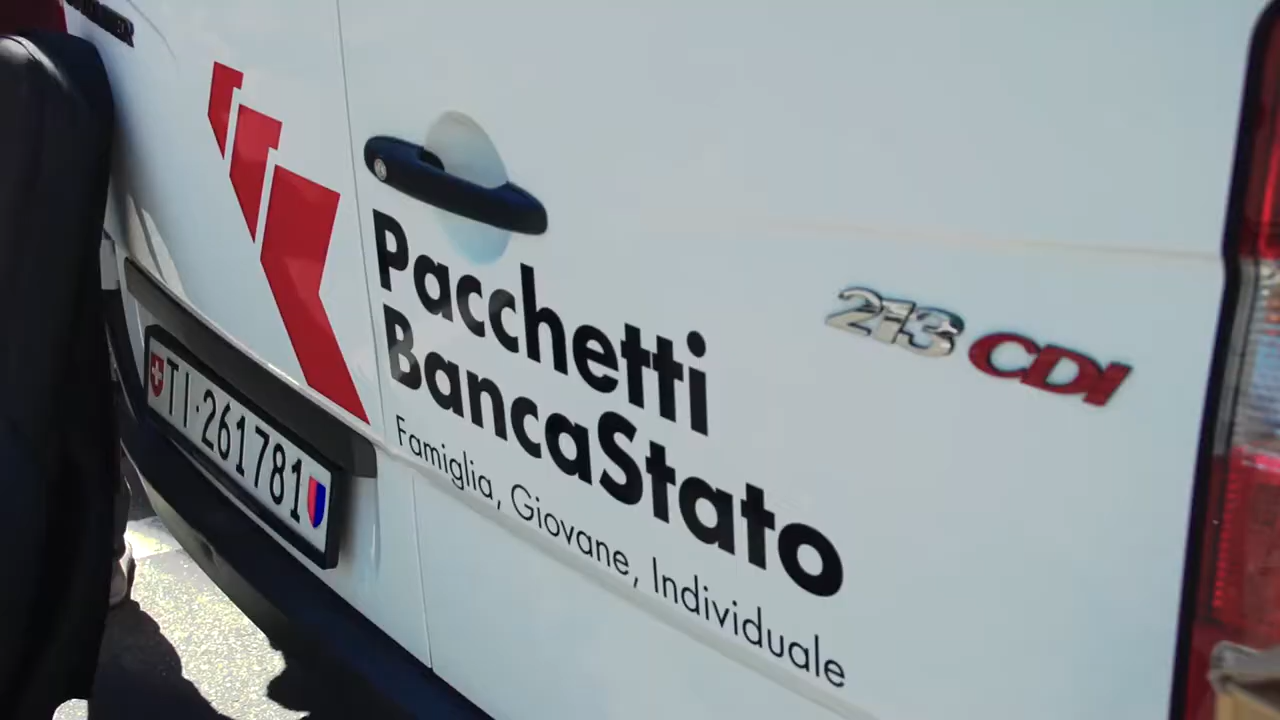 Pacchetti
BancaStato
Famiglia, Giovane, Individuale
213 CDI
TI·261781